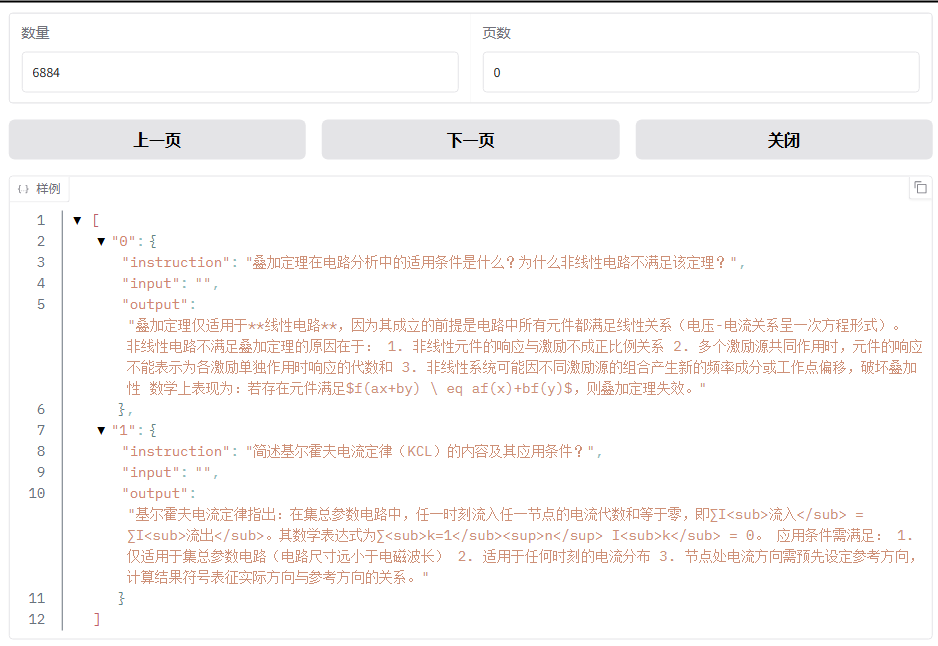 数量
页数
6884
0
上一页
下一页
关闭
样例
1 [
2 "0": {
3 "instruction": "叠加定理在电路分析中的适用条件是什么？为什么非线性电路不满足该定理？",
4 "input": "",
5 "output":
"叠加定理仅适用于**线性电路**，因为其成立的前提是电路中所有元件都满足线性关系（电压-电流关系呈一次方程形式）。
非线性电路不满足叠加定理的原因在于： 1. 非线性元件的响应与激励不成正比例关系 2. 多个激励源共同作用时，元件的响应
不能表示为各激励单独作用时响应的代数和 3. 非线性系统可能因不同激励源的组合产生新的频率成分或工作点偏移，破坏叠加
性 数学上表现为：若存在元件满足$f(ax+by) \ eq af(x)+bf(y)$，则叠加定理失效。"
6 },
7 "1": {
8 "instruction": "简述基尔霍夫电流定律（KCL）的内容及其应用条件？",
9 "input": "",
10 "output":
"基尔霍夫电流定律指出：在集总参数电路中，任一时刻流入任一节点的电流代数和等于零，即∑I<sub>流入</sub> =
∑I<sub>流出</sub>。其数学表达式为∑<sub>k=1</sub><sup>n</sup> I<sub>k</sub> = 0。 应用条件需满足： 1.
仅适用于集总参数电路（电路尺寸远小于电磁波长） 2. 适用于任何时刻的电流分布 3. 节点处电流方向需预先设定参考方向，
计算结果符号表征实际方向与参考方向的关系。"
11 }
12 ]